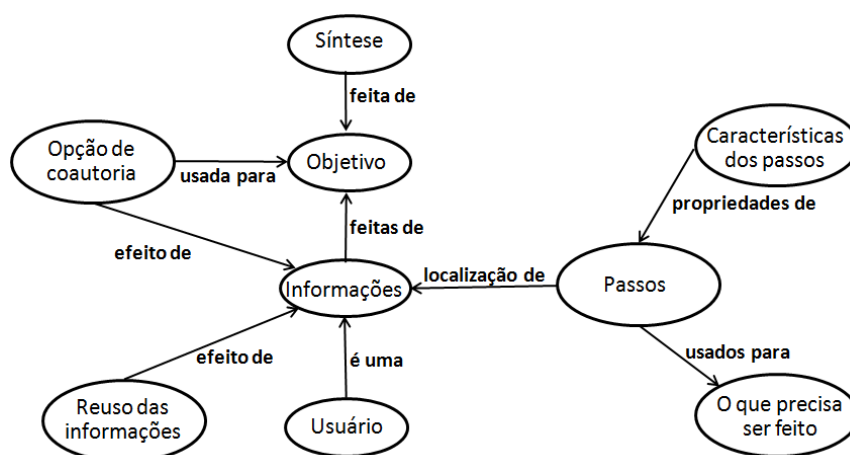 Síntese
feita de
Opção de
coautoria
usada para
Objetivo
Características
dos passos
propriedades de
feitas de
efeito de
localização de
Informações
Passos
efeito de
é uma
usados para
Reuso das
informações
Usuário
O que precisa
ser feito